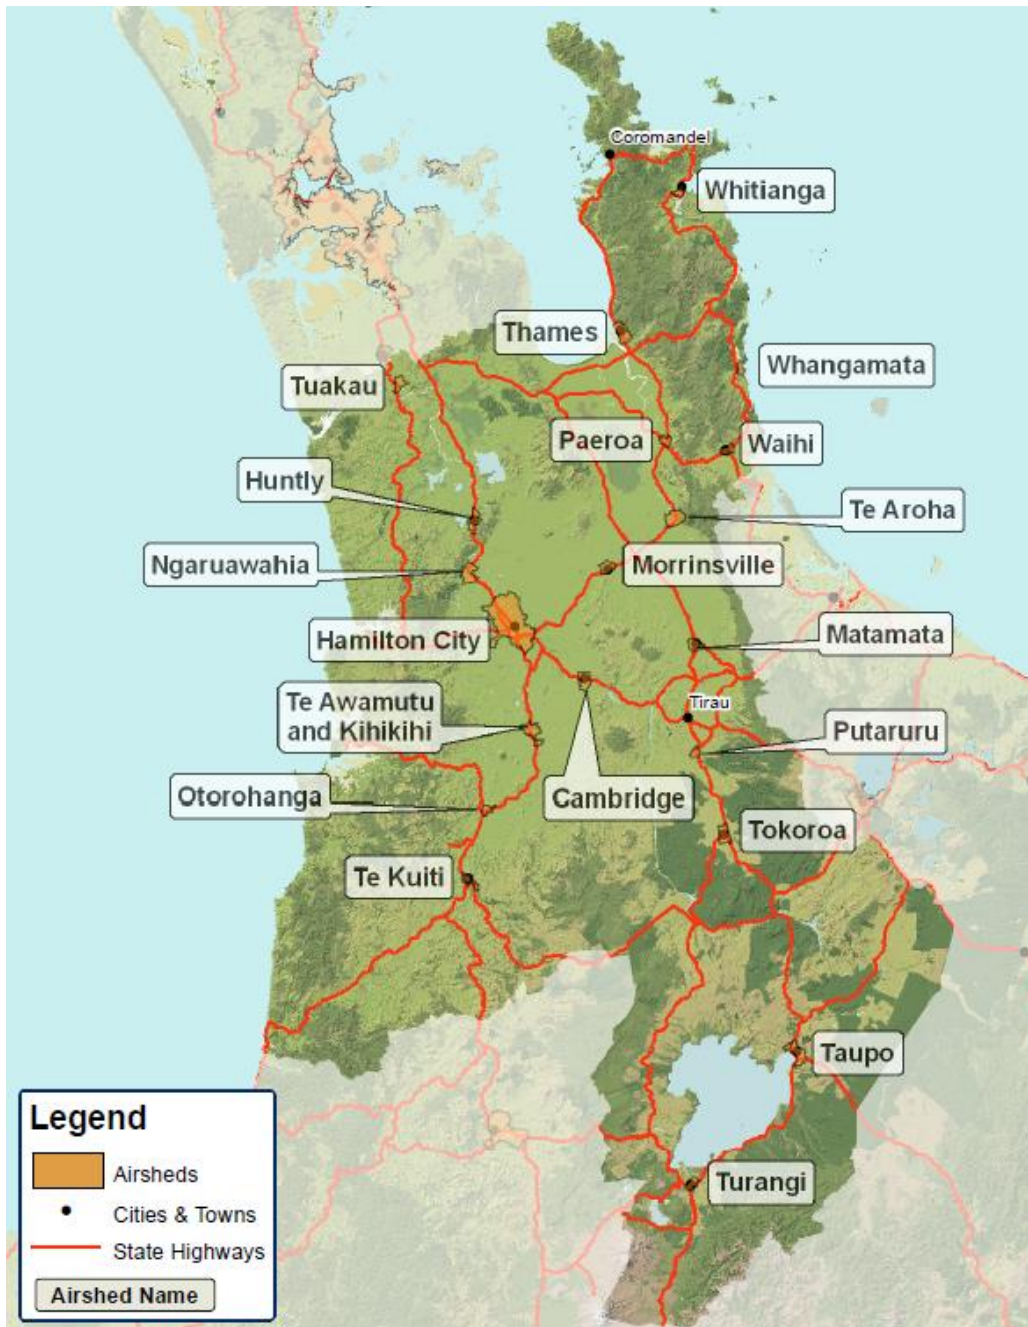 Coromandel
Whitianga
Thames
Whangamata
Tuakau
Paeroa
Waihi
Huntly
Te Aroha
Ngaruawahia
Morrinsville
Hamilton City
Matamata
Te Awamutu
and Kihikihi
Tirau
Putaruru
Otorohanga
Cambridge
Tokoroa
Te Kuiti
Taupo
Turangi
Legend
Airsheds
Cities & Towns
State Highways
Airshed Name